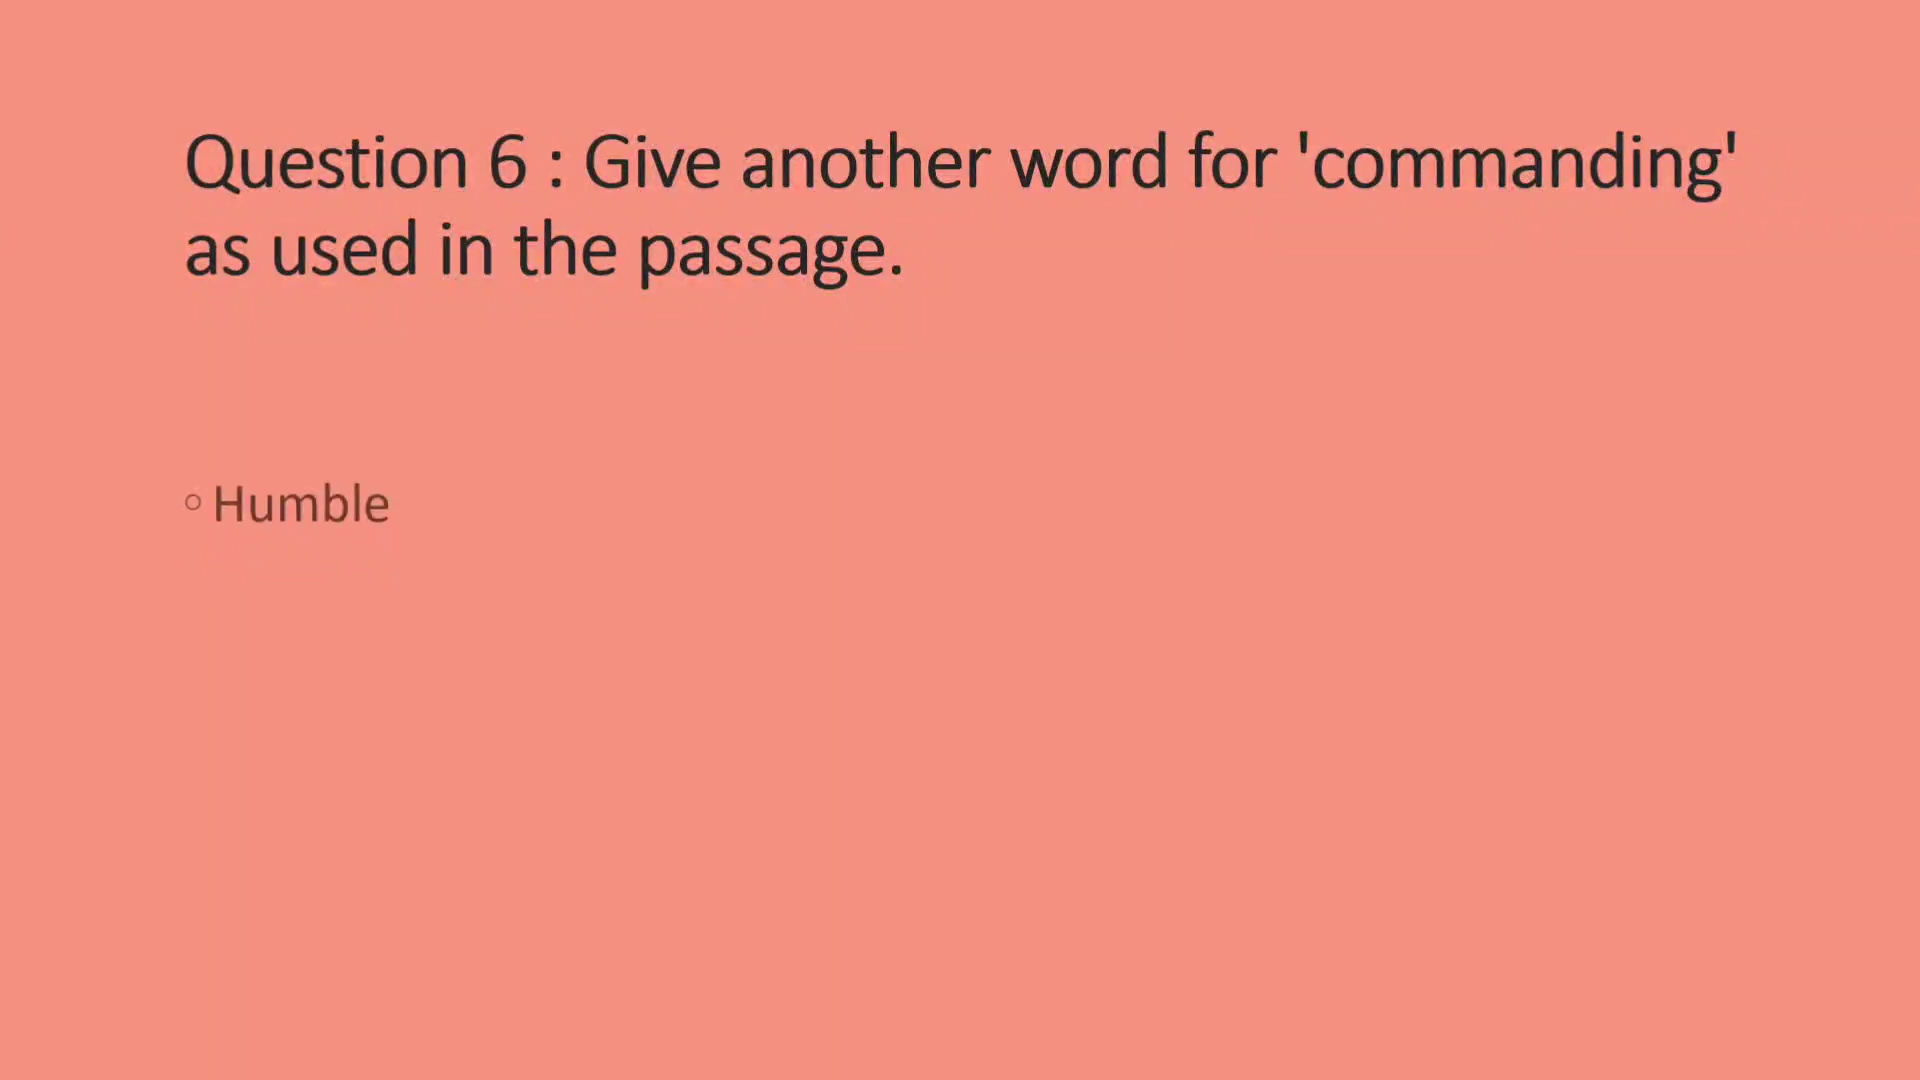 Question 6 : Give another word for 'commanding'
as used in the passage.
◦ Humble